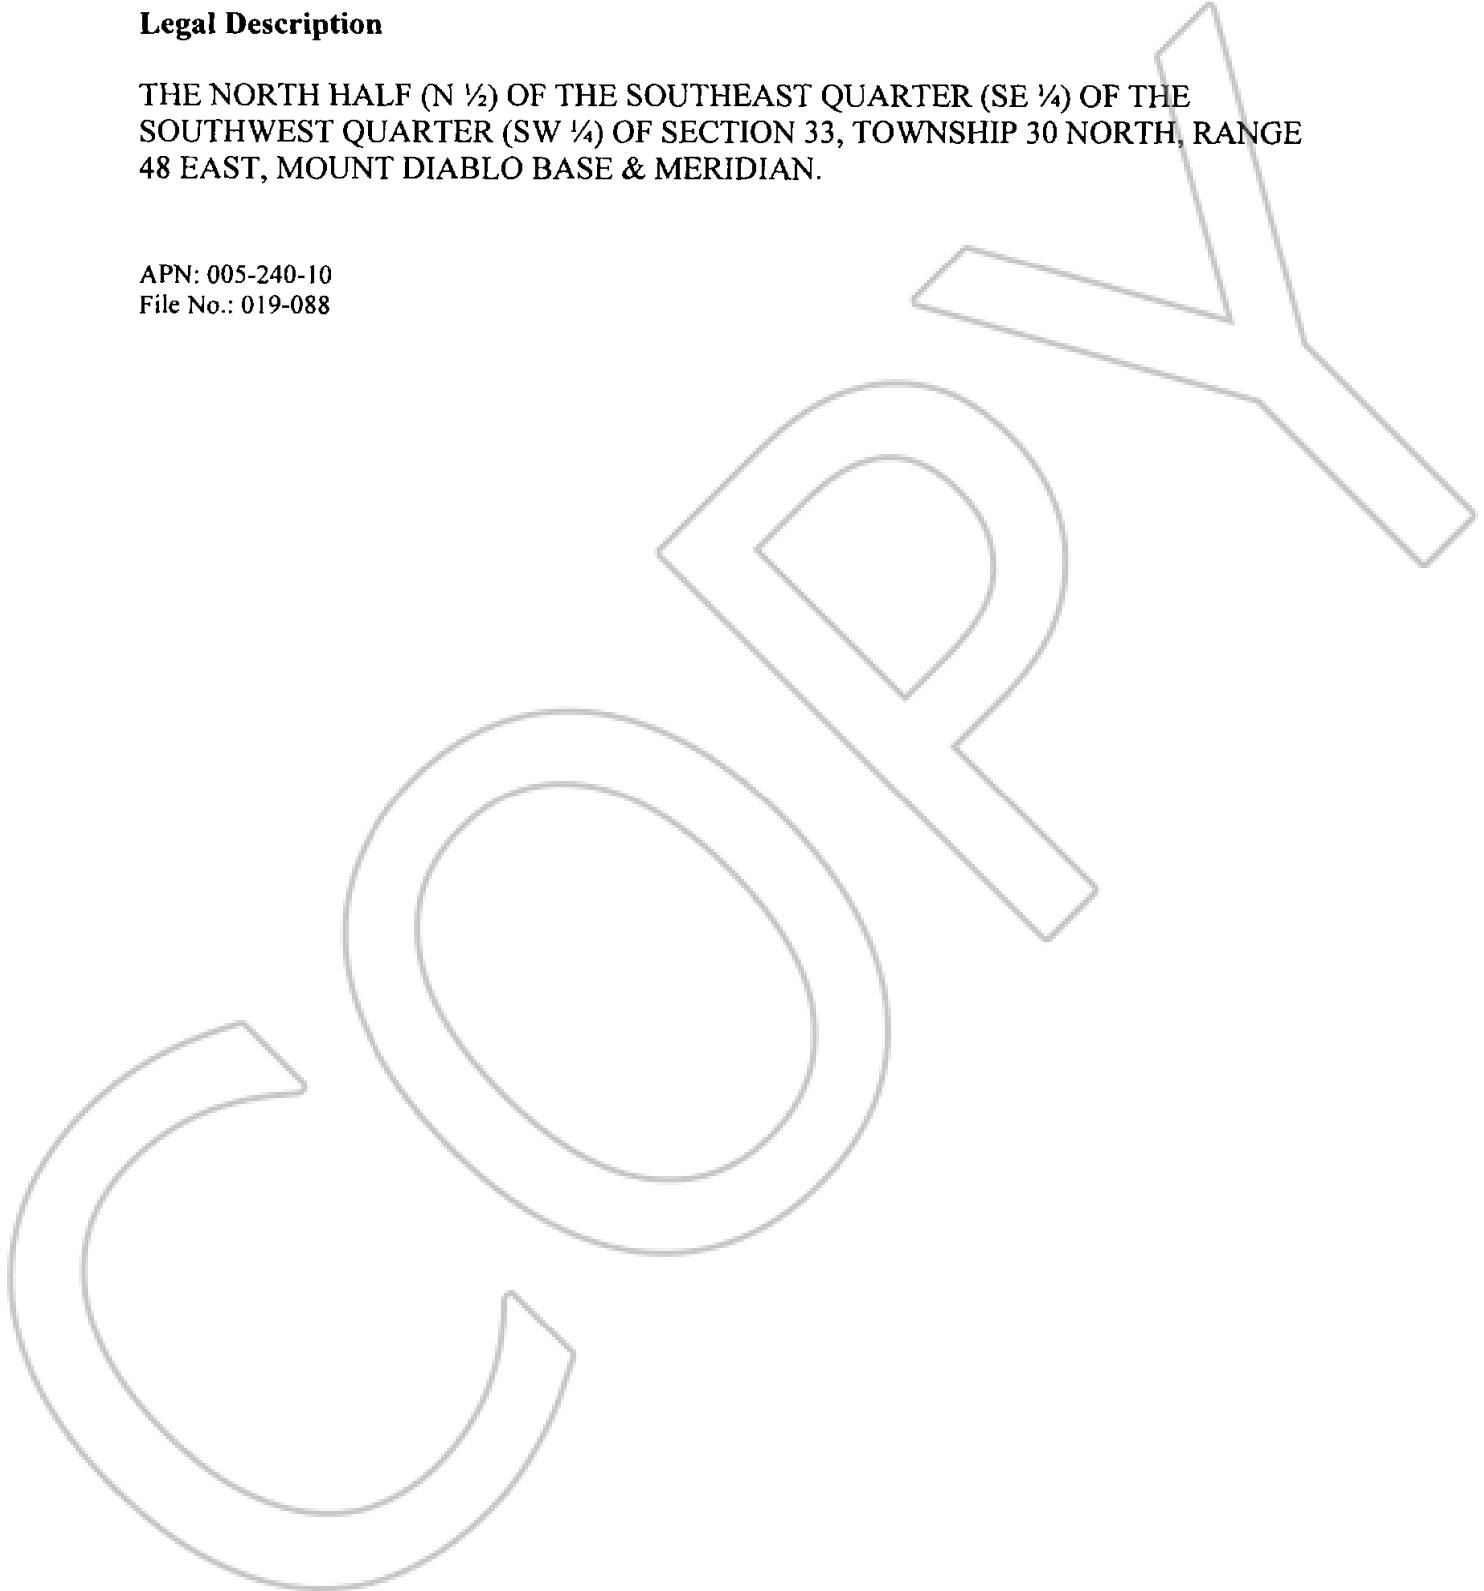 Legal Description
THE NORTH HALF (N ½) OF THE SOUTHEAST QUARTER (SE ¼) OF THE
SOUTHWEST QUARTER (SW ¼) OF SECTION 33, TOWNSHIP 30 NORTH, RANGE
48 EAST, MOUNT DIABLO BASE & MERIDIAN.
APN: 005-240-10
File No.: 019-088
COPY